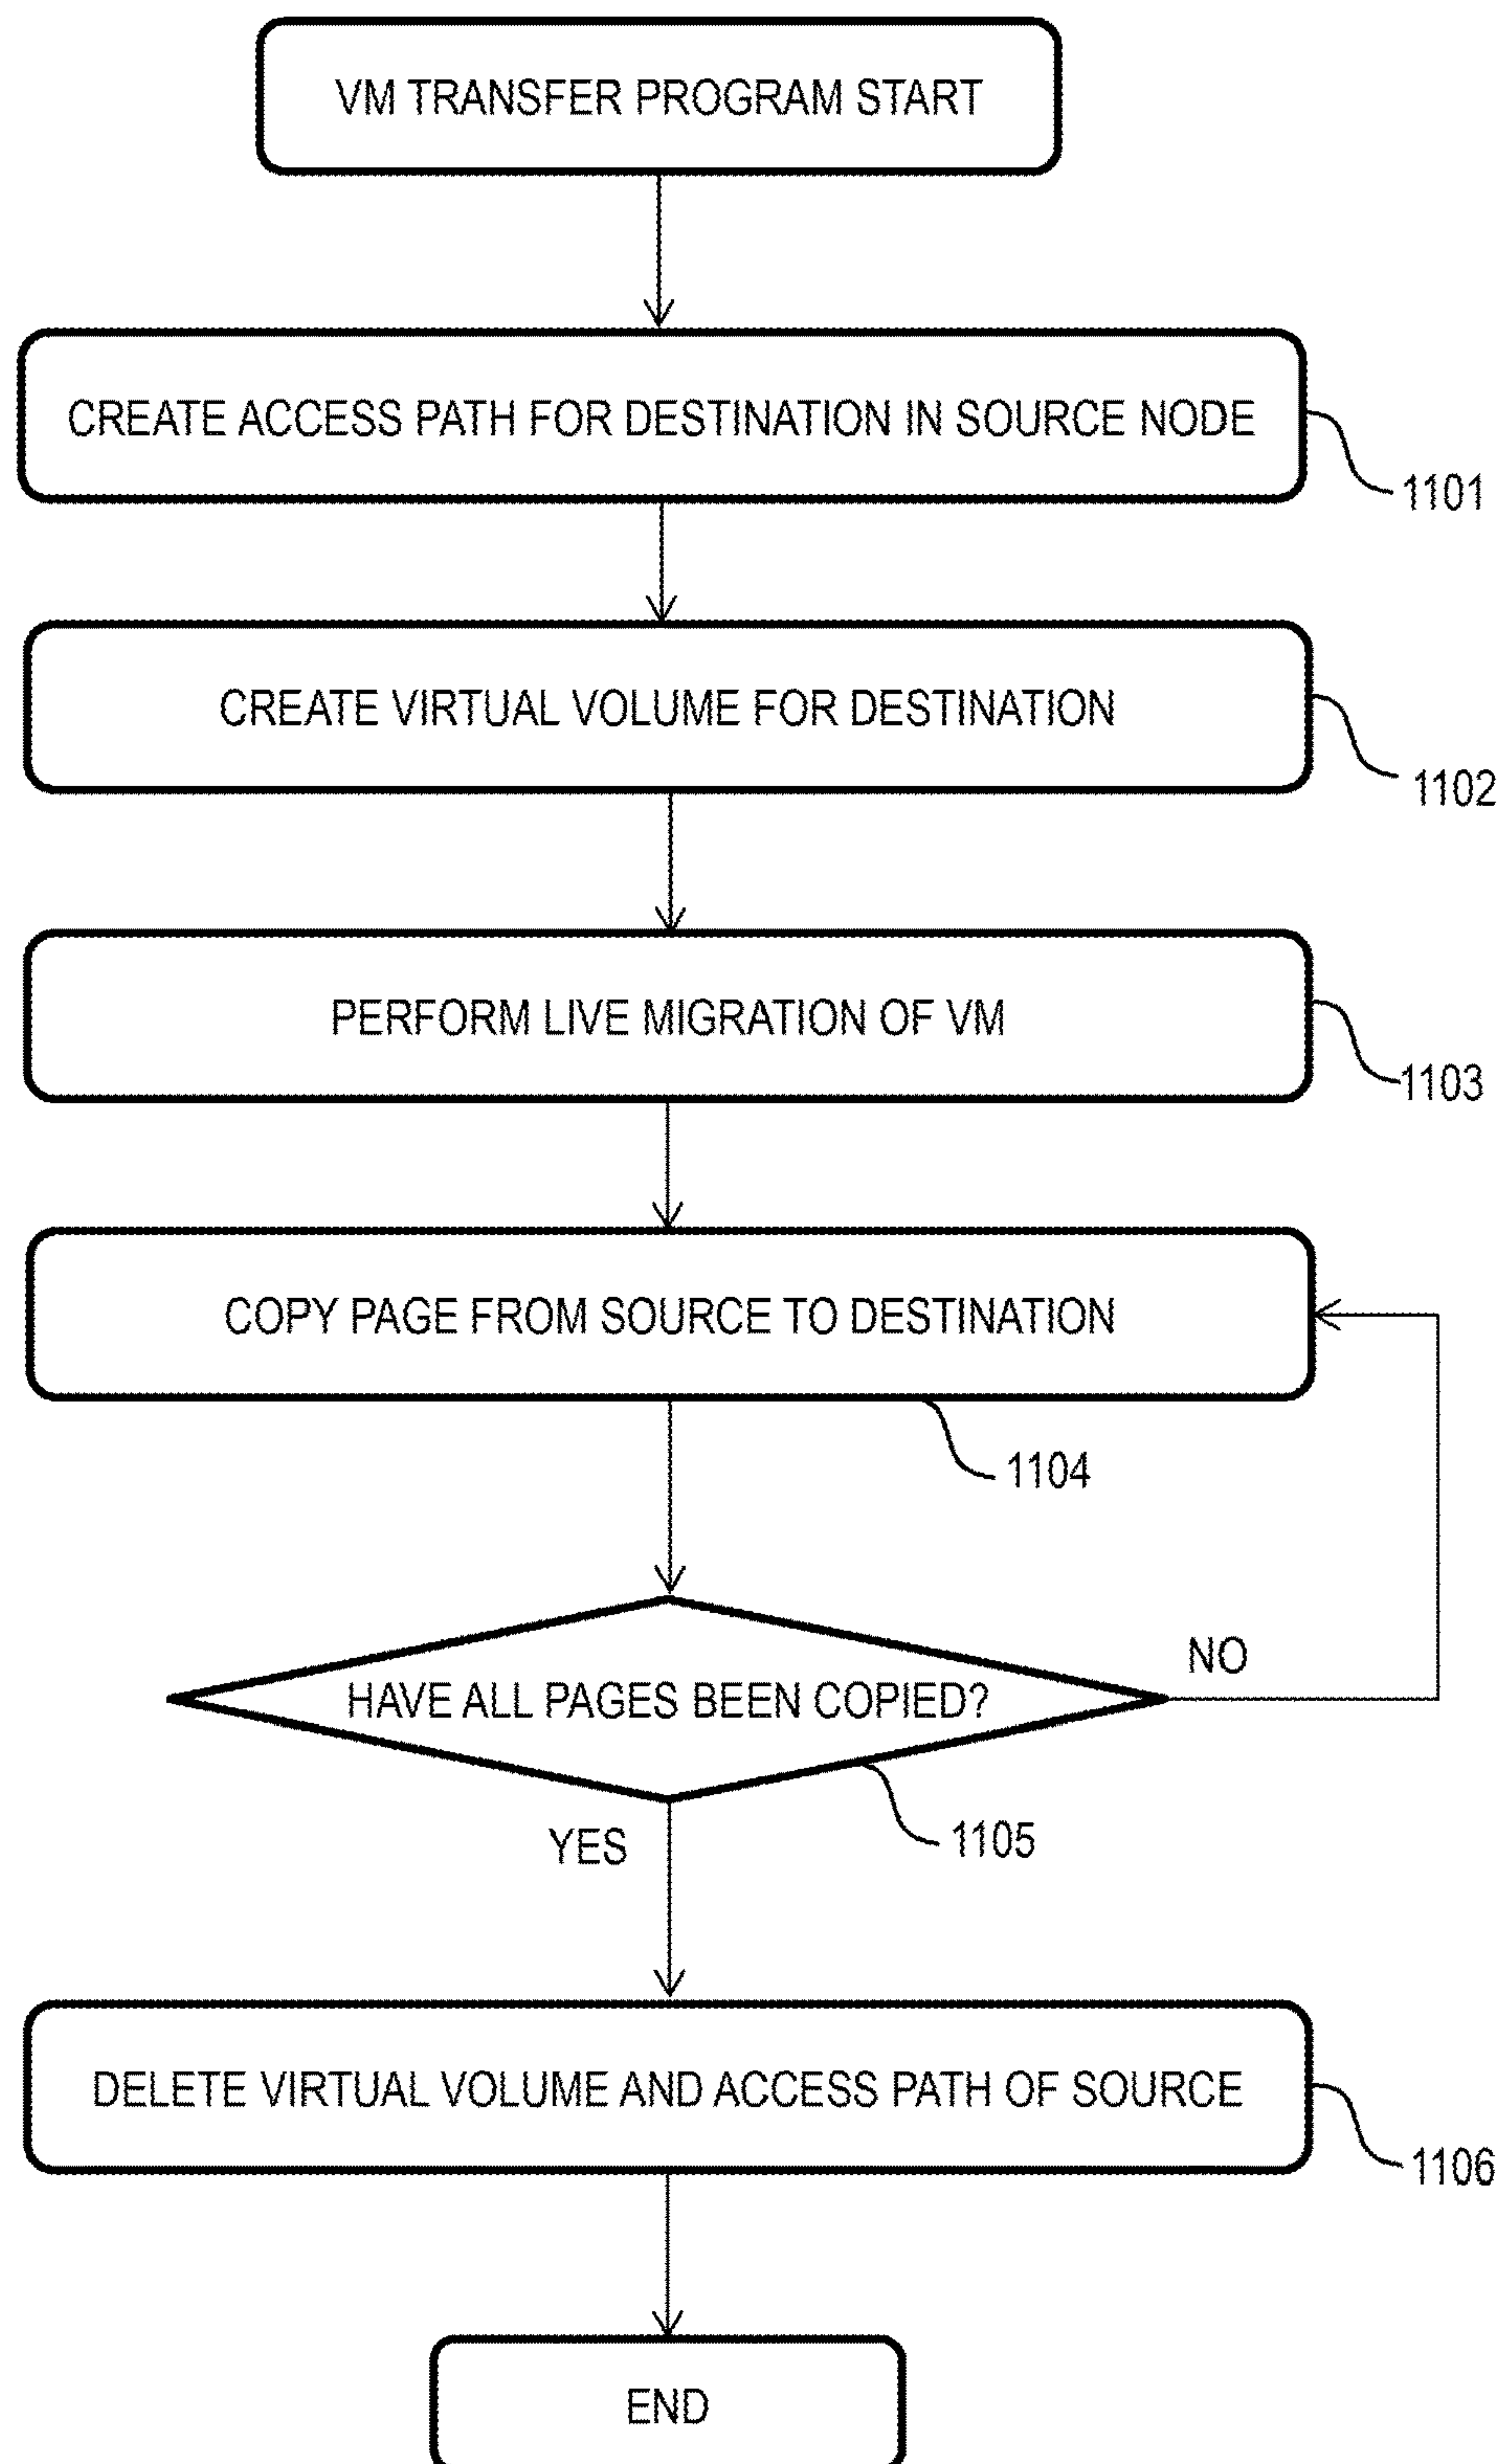 VM TRANSFER PROGRAM START
CREATE ACCESS PATH FOR DESTINATION IN SOURCE NODE
1101
CREATE VIRTUAL VOLUME FOR DESTINATION
1102
PERFORM LIVE MIGRATION OF VM
1103
COPY PAGE FROM SOURCE TO DESTINATION
1104
HAVE ALL PAGES BEEN COPIED?
NO
1105
YES
DELETE VIRTUAL VOLUME AND ACCESS PATH OF SOURCE
1106
END